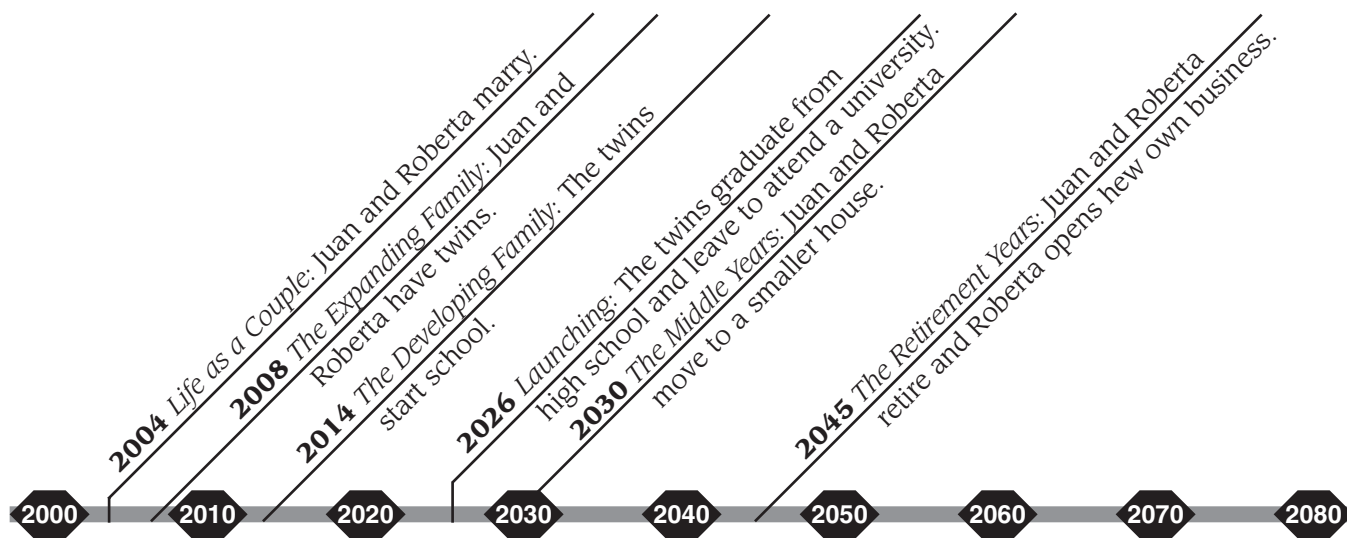 2004 Life as a Couple: Juan and Roberta marry.
2008 The Expanding Family: Juan and
Roberta have twins.
2014 The Developing Family: The twins
start school.
2026 Launching: The twins graduate from
high school and leave to attend a university.
2030 The Middle Years: Juan and Roberta
move to a smaller house.
2045 The Retirement Years: Juan and Roberta
retire and Roberta opens hew own business.
2000 2010 2020 2030 2040 2050 2060 2070 2080